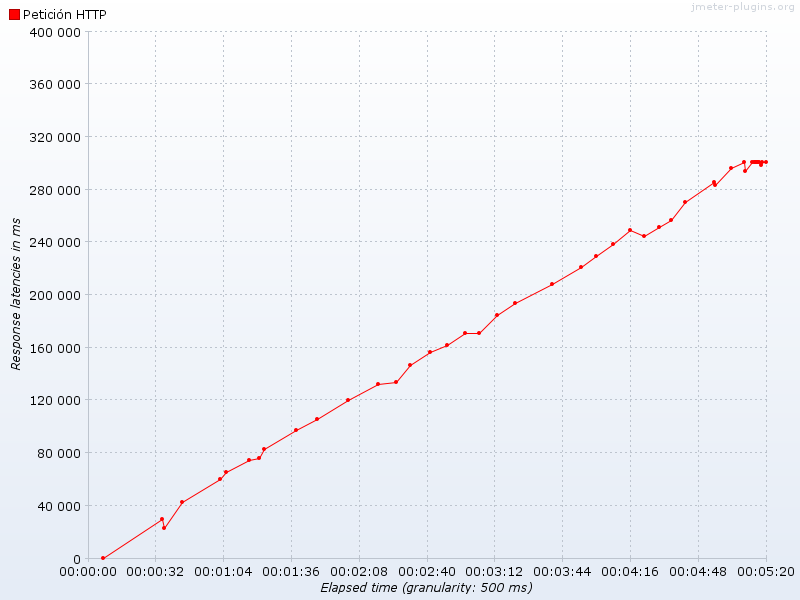 jmeter-plugins.org
Petición HTTP
400 000
360 000
320 000
280 000
240 000
200 000
160 000
120 000
80 000
40 000
0
Response latencies in ms
00:00:00 00:00:32 00:01:04 00:01:36 00:02:08 00:02:40 00:03:12 00:03:44 00:04:16 00:04:48 00:05:20
Elapsed time (granularity: 500 ms)